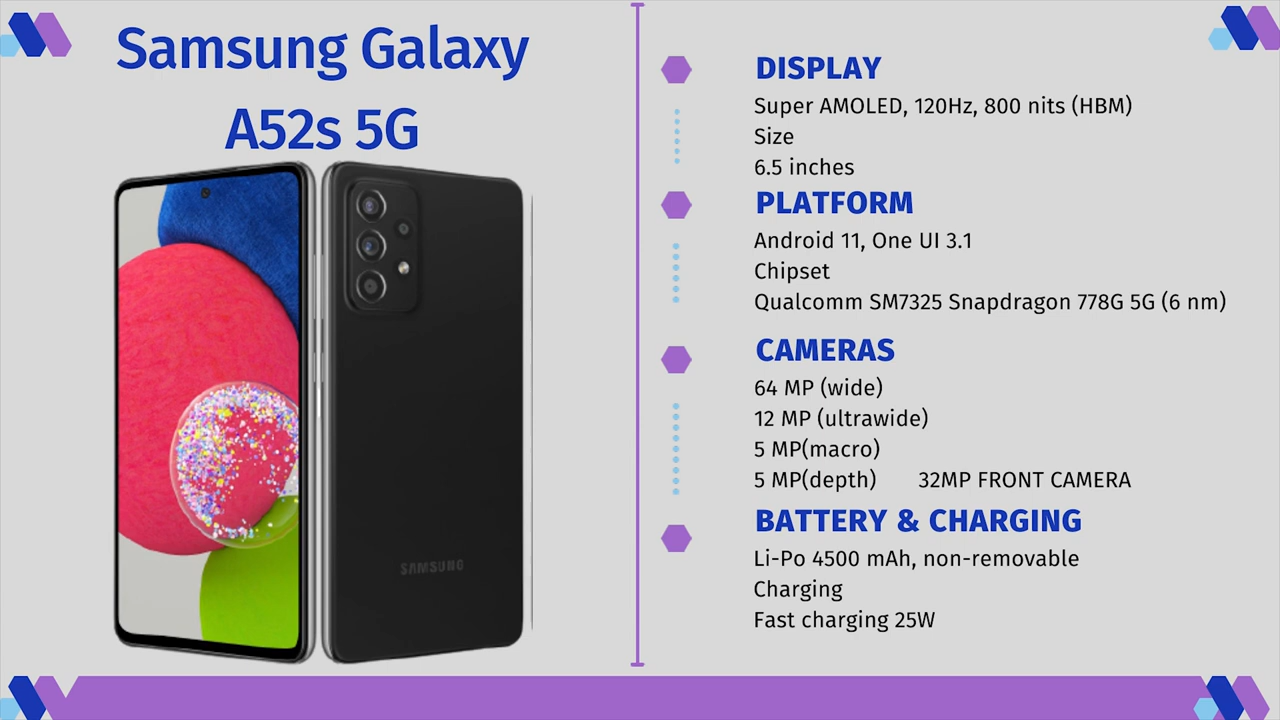 Samsung Galaxy
A52s 5G
SAMSUNG
DISPLAY
Super AMOLED, 120Hz, 800 nits (HBM)
Size
6.5 inches
PLATFORM
Android 11, One UI 3.1
Chipset
Qualcomm SM7325 Snapdragon 778G 5G (6 nm)
CAMERAS
64 MP (wide)
12 MP (ultrawide)
5 MP(macro)
5 MP(depth) 32MP FRONT CAMERA
BATTERY & CHARGING
Li-Po 4500 mAh, non-removable
Charging
Fast charging 25W